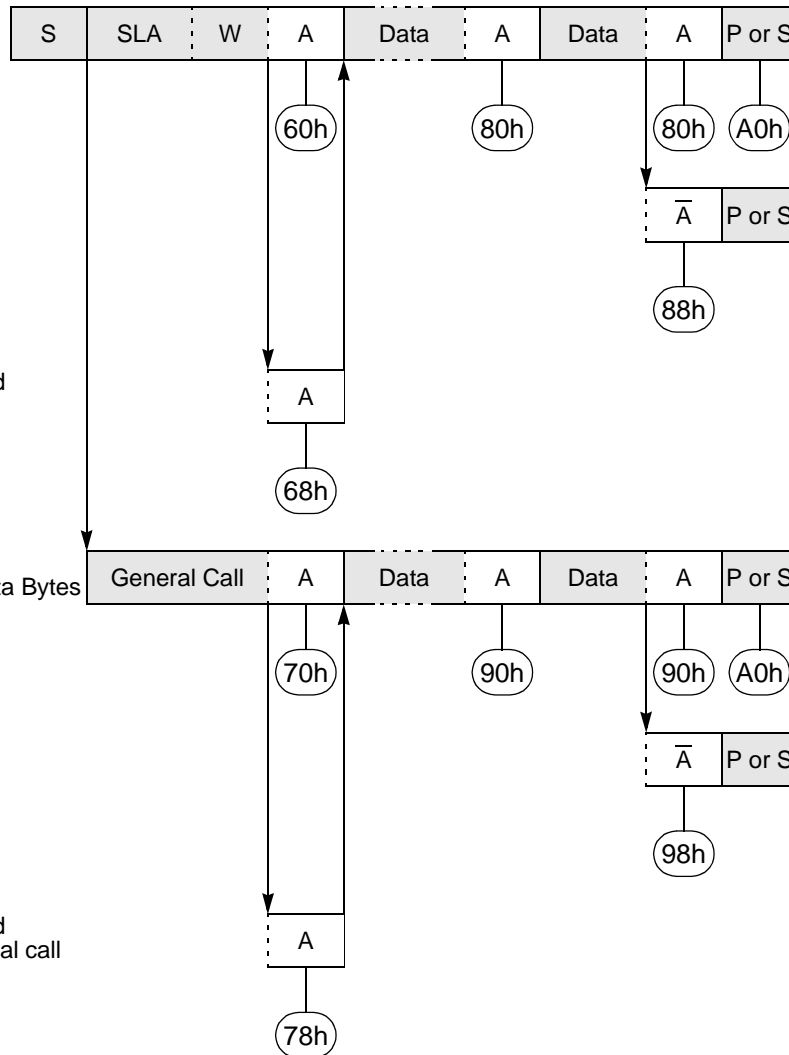 S SLA W A Data A Data A P or S
60h 80h 80h A0h
A̅ P or S
88h
A
68h
General Call A Data A Data A P or S
Bytes
70h 90h 90h A0h
A̅ P or S
98h
A
call
78h